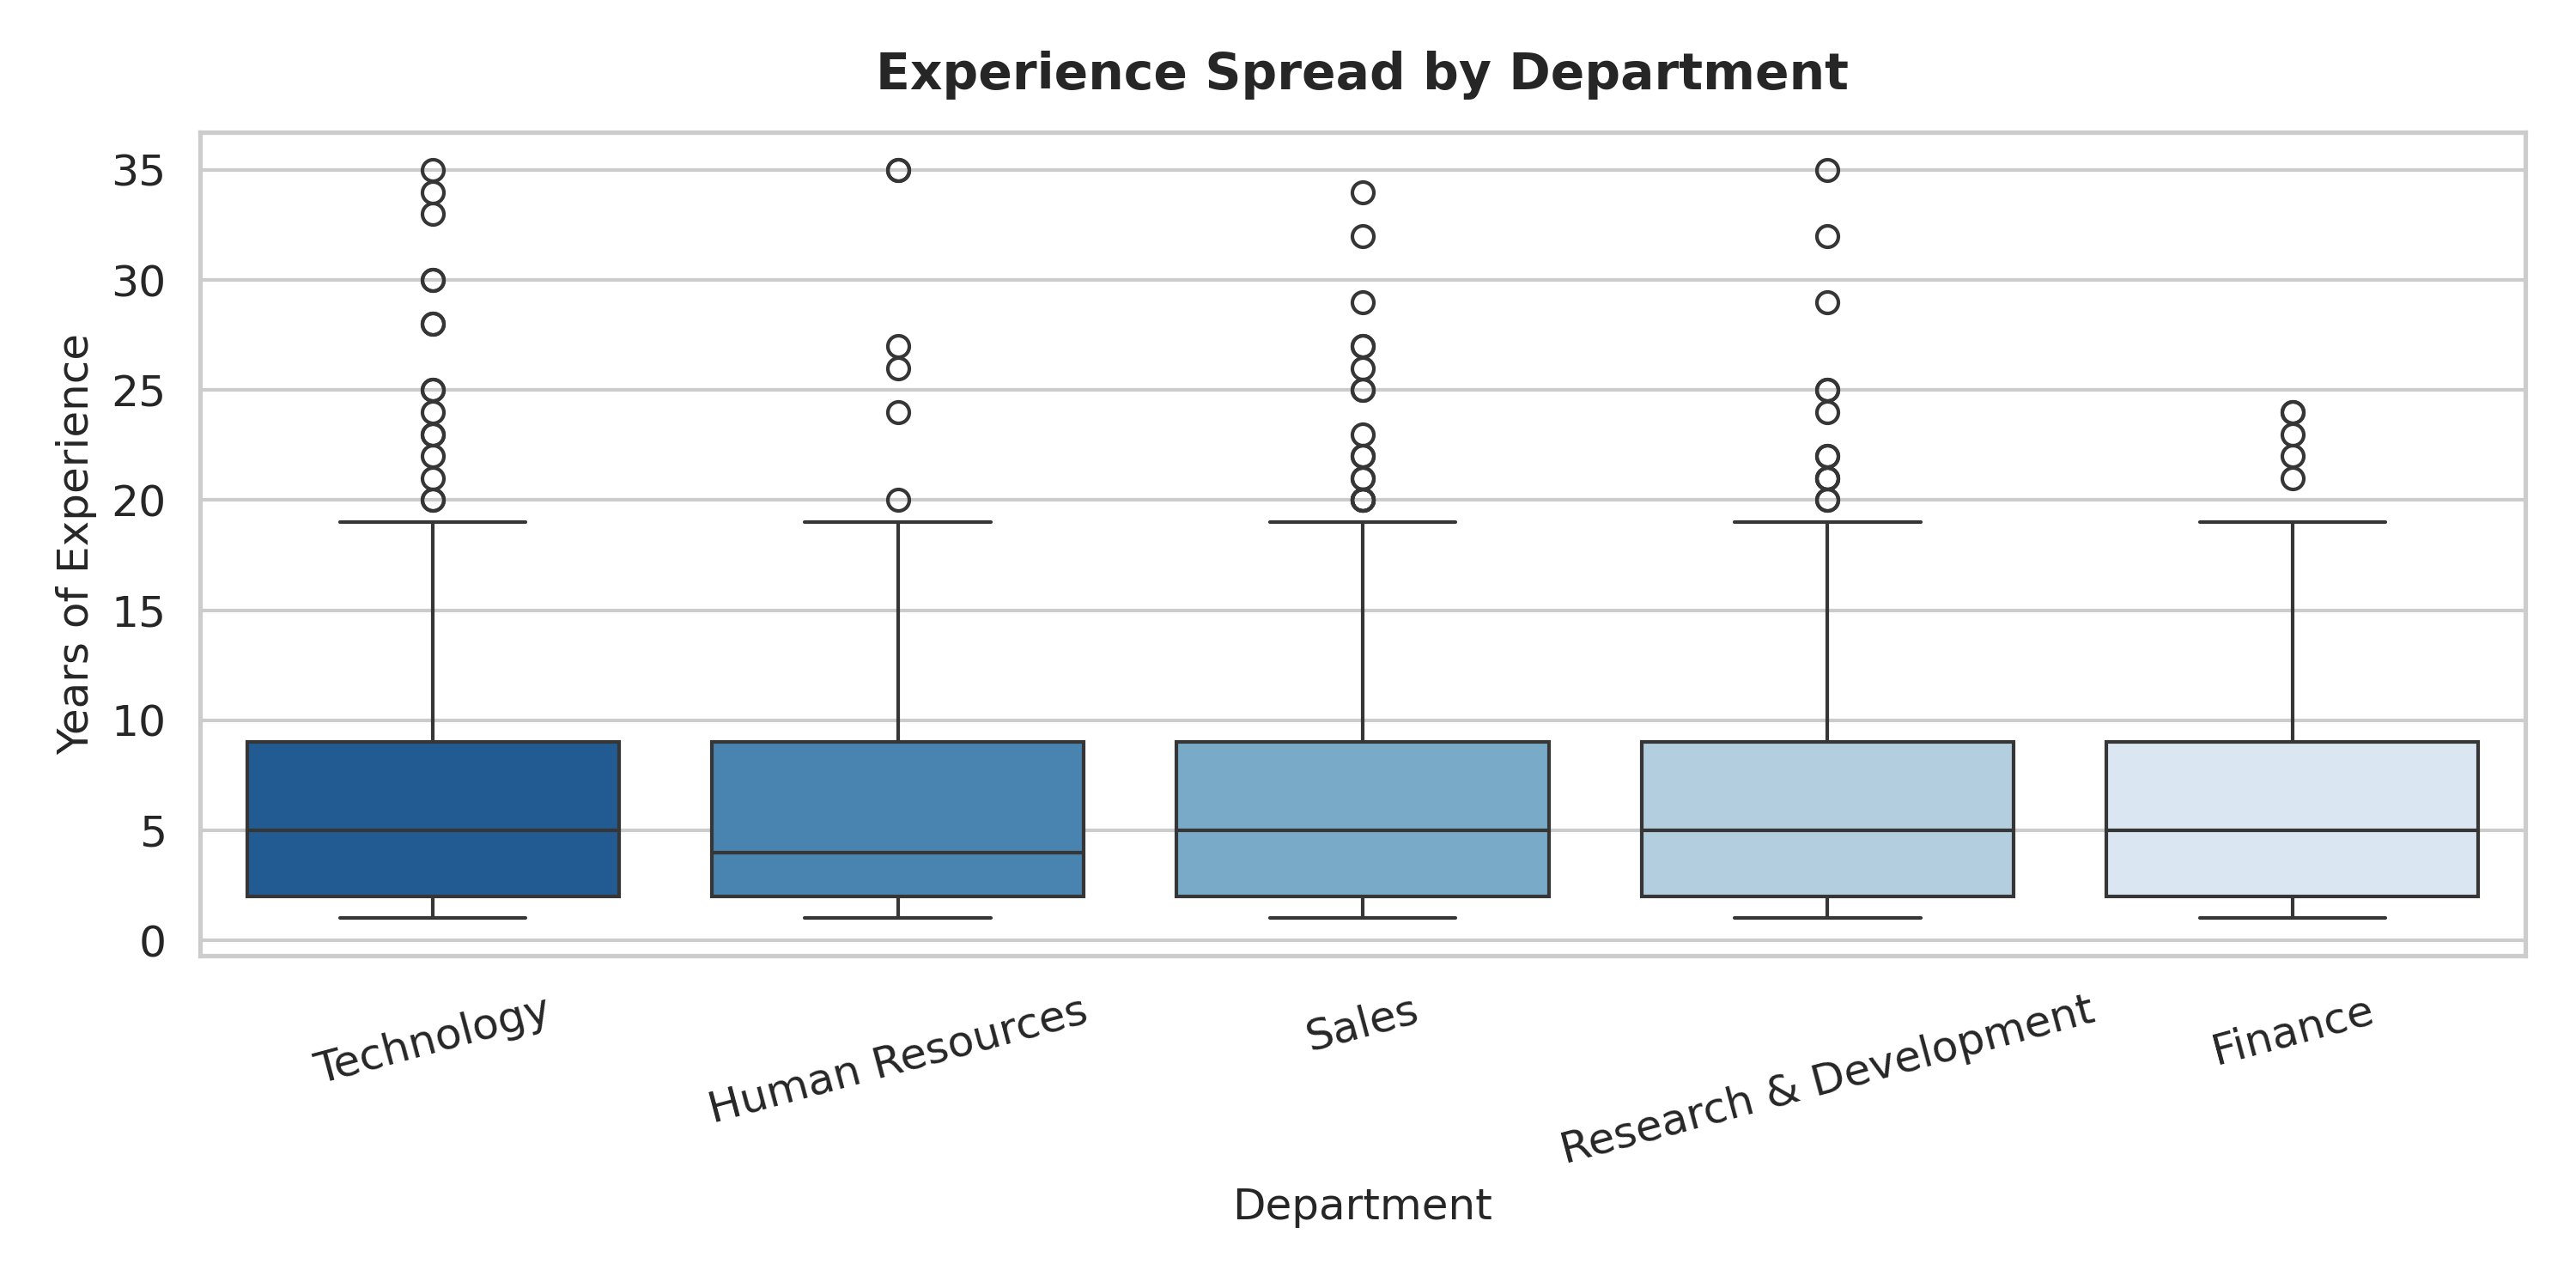 Experience Spread by Department
Years of Experience
35
30
25
20
15
10
5
0
Technology
Human Resources
Sales
Research & Development
Finance
Department